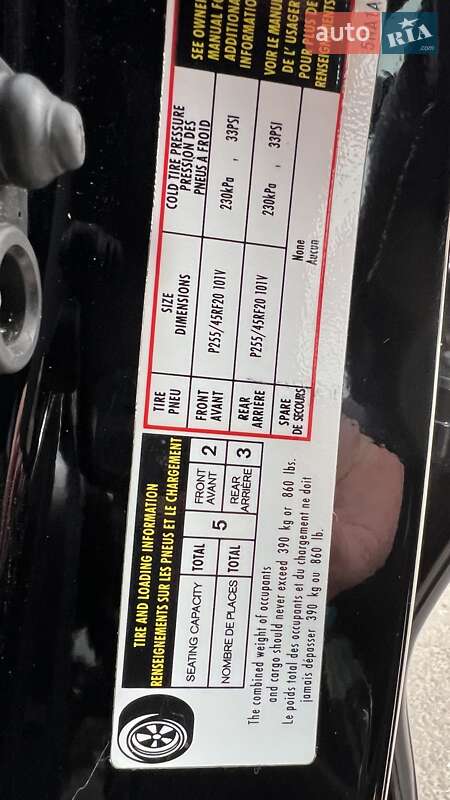 auto RIA.com
TIRE AND LOADING INFORMATION
RENSEIGNEMENTS SUR LES PNEUS ET LE CHARGEMENT
SEATING CAPACITY TOTAL 5 FRONT AVANT 2 REAR ARRIÈRE 3
NOMBRE DE PLACES TOTAL
The combined weight of occupants
and cargo should never exceed 390 kg or 860 lbs.
Le poids total des occupants et du chargement ne doit
jamais dépasser 390 kg ou 860 lb.
TIRE PNEU SIZE DIMENSIONS COLD TIRE PRESSURE PRESSION DES PNEUS À FROID
FRONT AVANT P255/45RF20 101V 230kPa , 33PSI
REAR ARRIÈRE P255/45RF20 101V 230kPa , 33PSI
SPARE DE SECOURS None Aucun
SEE OWNER
MANUAL FO
ADDITIONA
INFORMATI
VOIR LE MANU
DE L' USAGER
POUR PLUS DE
RENSEIGNEMENTS